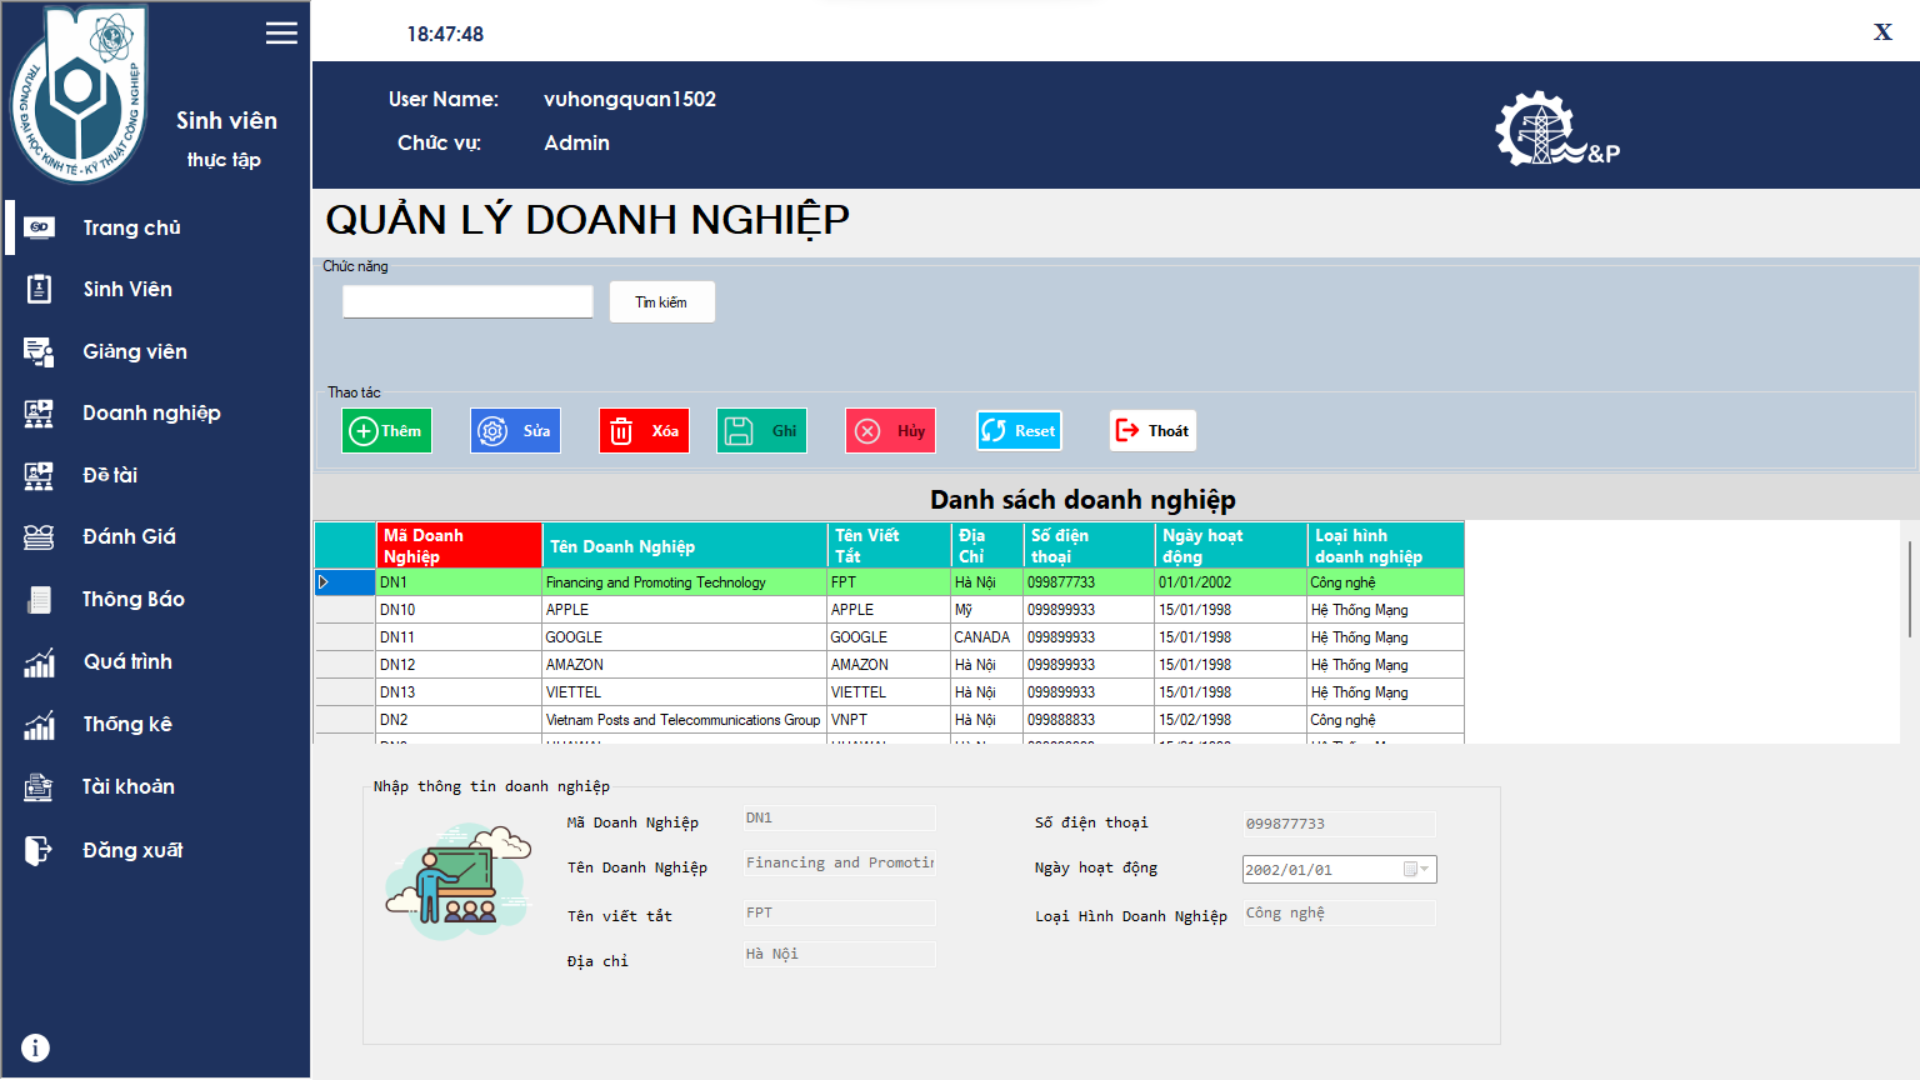 TRƯỜNG ĐẠI HỌC KINH TẾ - KỸ THUẬT CÔNG NGHIỆP
Sinh viên
thực tập
Trang chủ
Sinh Viên
Giảng viên
Doanh nghiệp
Đề tài
Đánh Giá
Thông Báo
Quá trình
Thống kê
Tài khoản
Đăng xuất
18:47:48
X
User Name: vuhongquan1502
Chức vụ: Admin
&P
QUẢN LÝ DOANH NGHIỆP
Chức năng
Tìm kiếm
Thao tác
Thêm Sửa Xóa Ghi Hủy Reset Thoát
Danh sách doanh nghiệp
Mã Doanh Nghiệp Tên Doanh Nghiệp Tên Viết Tắt Địa Chỉ Số điện thoại Ngày hoạt động Loại hình doanh nghiệp
DN1 Financing and Promoting Technology FPT Hà Nội 099877733 01/01/2002 Công nghệ
DN10 APPLE APPLE Mỹ 099899933 15/01/1998 Hệ Thống Mạng
DN11 GOOGLE GOOGLE CANADA 099899933 15/01/1998 Hệ Thống Mạng
DN12 AMAZON AMAZON Hà Nội 099899933 15/01/1998 Hệ Thống Mạng
DN13 VIETTEL VIETTEL Hà Nội 099899933 15/01/1998 Hệ Thống Mạng
DN2 Vietnam Posts and Telecommunications Group VNPT Hà Nội 099888833 15/02/1998 Công nghệ
Nhập thông tin doanh nghiệp
Mã Doanh Nghiệp DN1 Số điện thoại 099877733
Tên Doanh Nghiệp Financing and Promotin Ngày hoạt động 2002/01/01
Tên viết tắt FPT Loại Hình Doanh Nghiệp Công nghệ
Địa chỉ Hà Nội